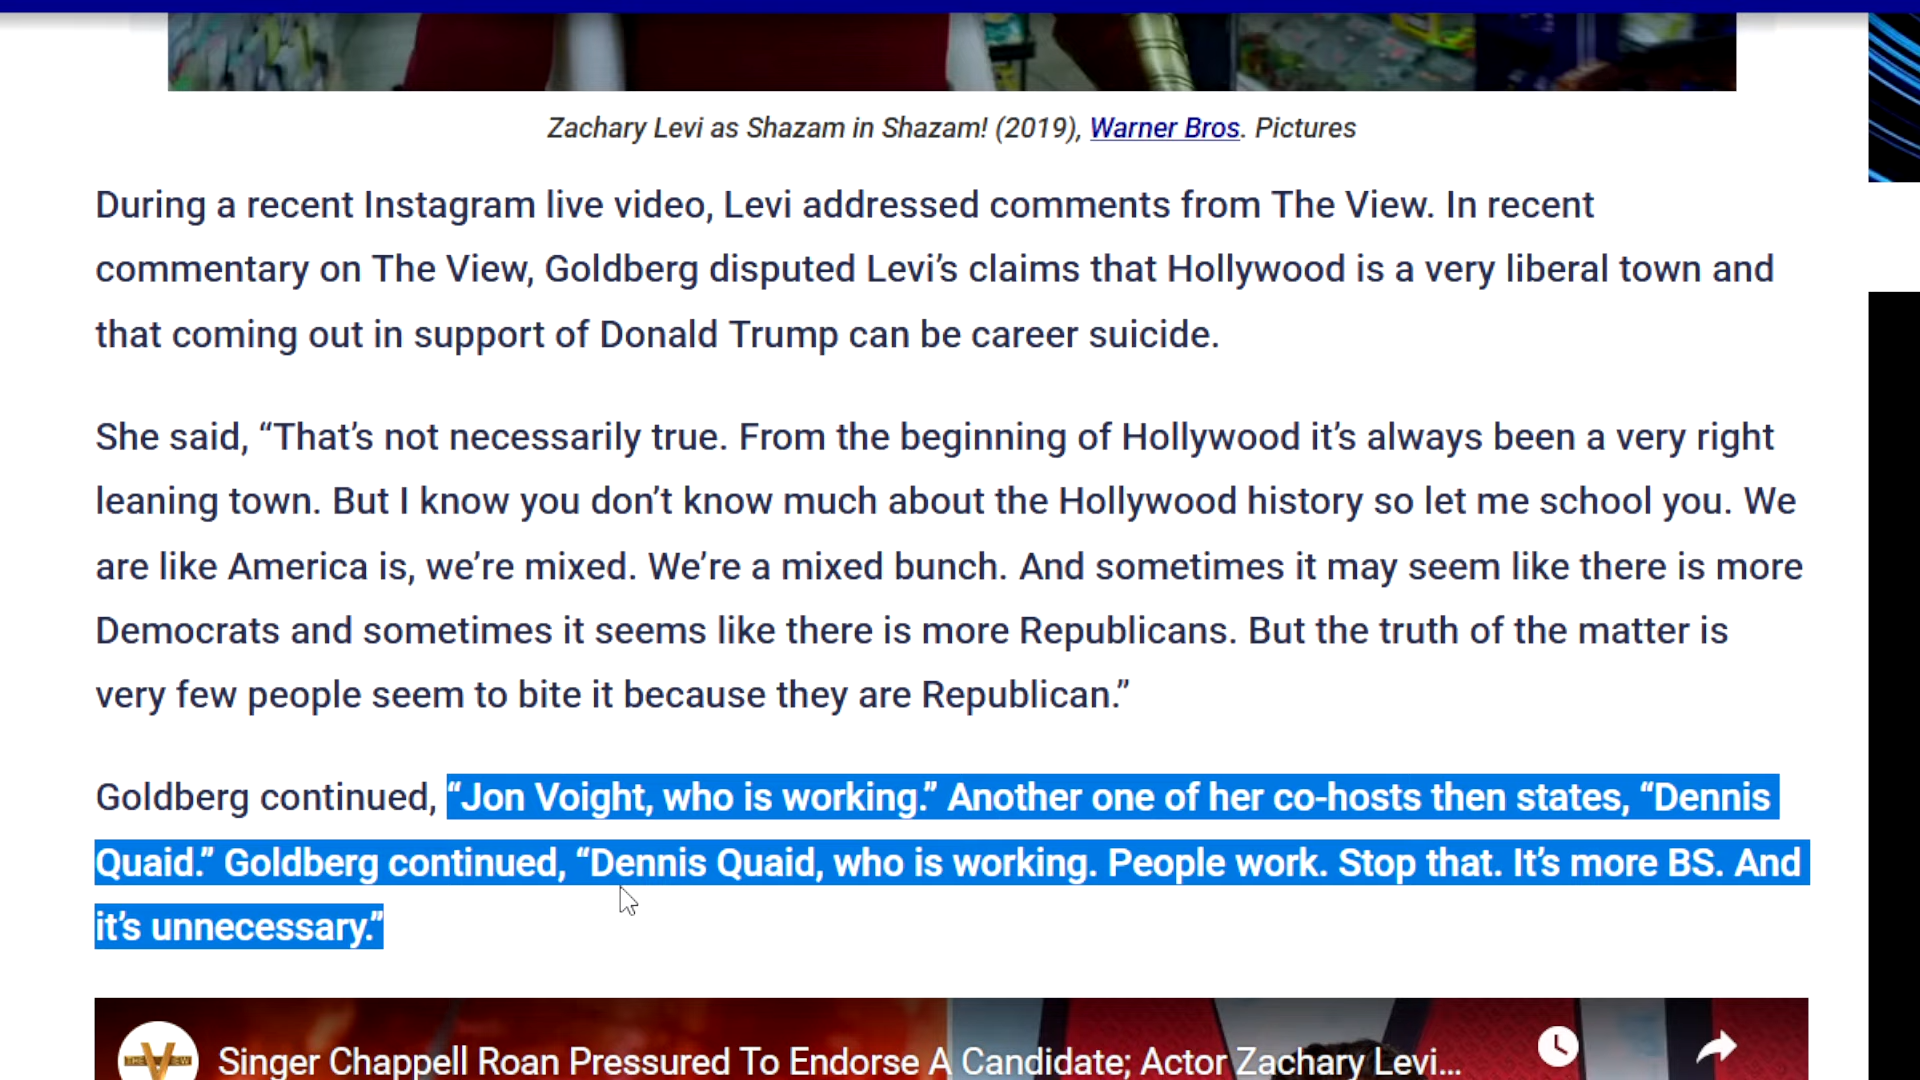 Zachary Levi as Shazam in Shazam! (2019), Warner Bros. Pictures
During a recent Instagram live video, Levi addressed comments from The View. In recent
commentary on The View, Goldberg disputed Levi’s claims that Hollywood is a very liberal town and
that coming out in support of Donald Trump can be career suicide.
She said, “That’s not necessarily true. From the beginning of Hollywood it’s always been a very right
leaning town. But I know you don’t know much about the Hollywood history so let me school you. We
are like America is, we’re mixed. We’re a mixed bunch. And sometimes it may seem like there is more
Democrats and sometimes it seems like there is more Republicans. But the truth of the matter is
very few people seem to bite it because they are Republican.”
Goldberg continued, “Jon Voight, who is working.” Another one of her co-hosts then states, “Dennis
Quaid.” Goldberg continued, “Dennis Quaid, who is working. People work. Stop that. It’s more BS. And
it’s unnecessary.”
Singer Chappell Roan Pressured To Endorse A Candidate; Actor Zachary Levi...